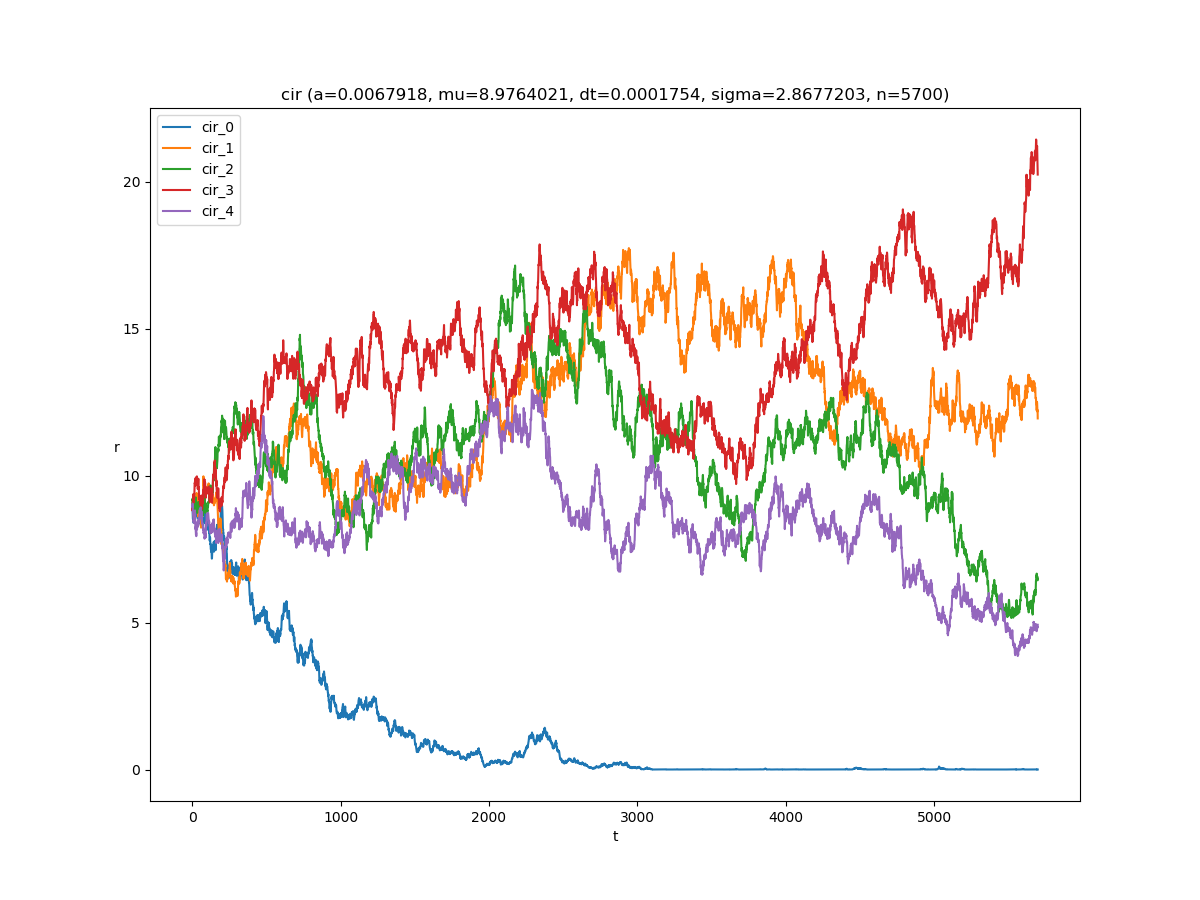 cir (a=0.0067918, mu=8.9764021, dt=0.0001754, sigma=2.8677203, n=5700)
cir_0
cir_1
cir_2
cir_3
cir_4
20
15
10
5
0
r
0 1000 2000 3000 4000 5000
t